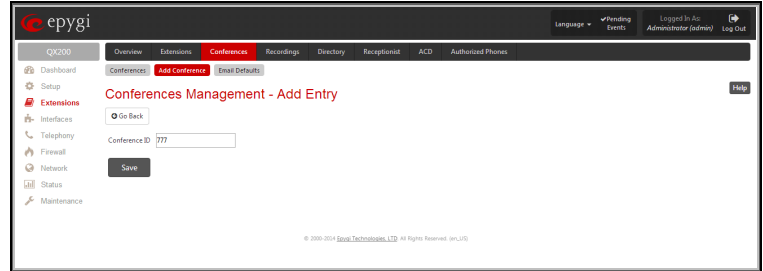 epygi
Language
Pending Events
Logged In As:
Administrator (admin)
Log Out
QX200
Overview Extensions Conferences Recordings Directory Receptionist ACD Authorized Phones
Dashboard
Setup
Extensions
Interfaces
Telephony
Firewall
Network
Status
Maintenance
Conferences Add Conference Email Defaults
Help
Conferences Management - Add Entry
Go Back
Conference ID 777
Save
© 2000-2014 Epygi Technologies, LTD. All Rights Reserved. (en_US)